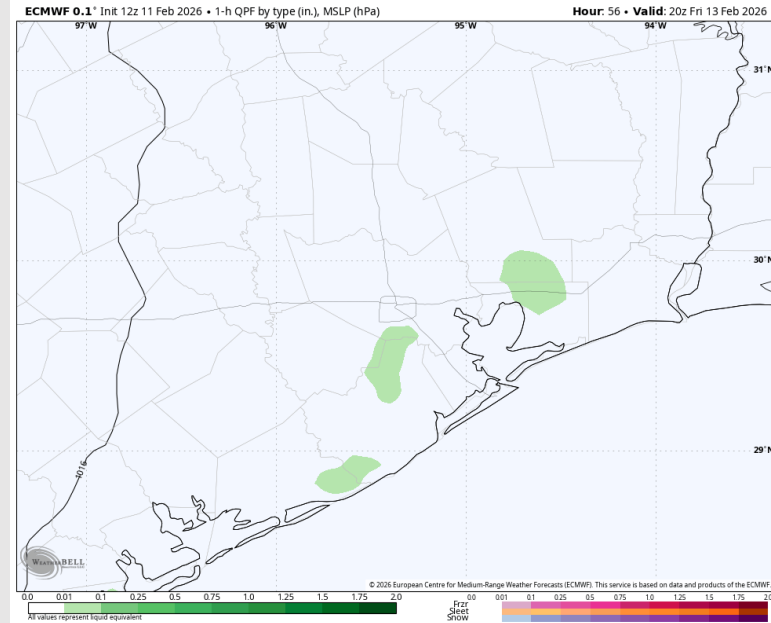 ECMWF 0.1° Init 12z 11 Feb 2026 • 1-h QPF by type (in.), MSLP (hPa) Hour: 56 • Valid: 20z Fri 13 Feb 2026
97°W 96°W 95°W 94°W
31°N
30°N
29°N
1016
WEATHERBELL
© 2026 European Centre for Medium-Range Weather Forecasts (ECMWF). This service is based on data and products of the ECMWF.
0.0 0.01 0.1 0.25 0.5 0.75 1.0 1.25 1.5 1.75 2.0
0.0 0.01 0.1 0.25 0.5 0.75 1.0 1.25 1.5 1.75 2.0
All values represent liquid equivalent
Frzr
Sleet
Snow